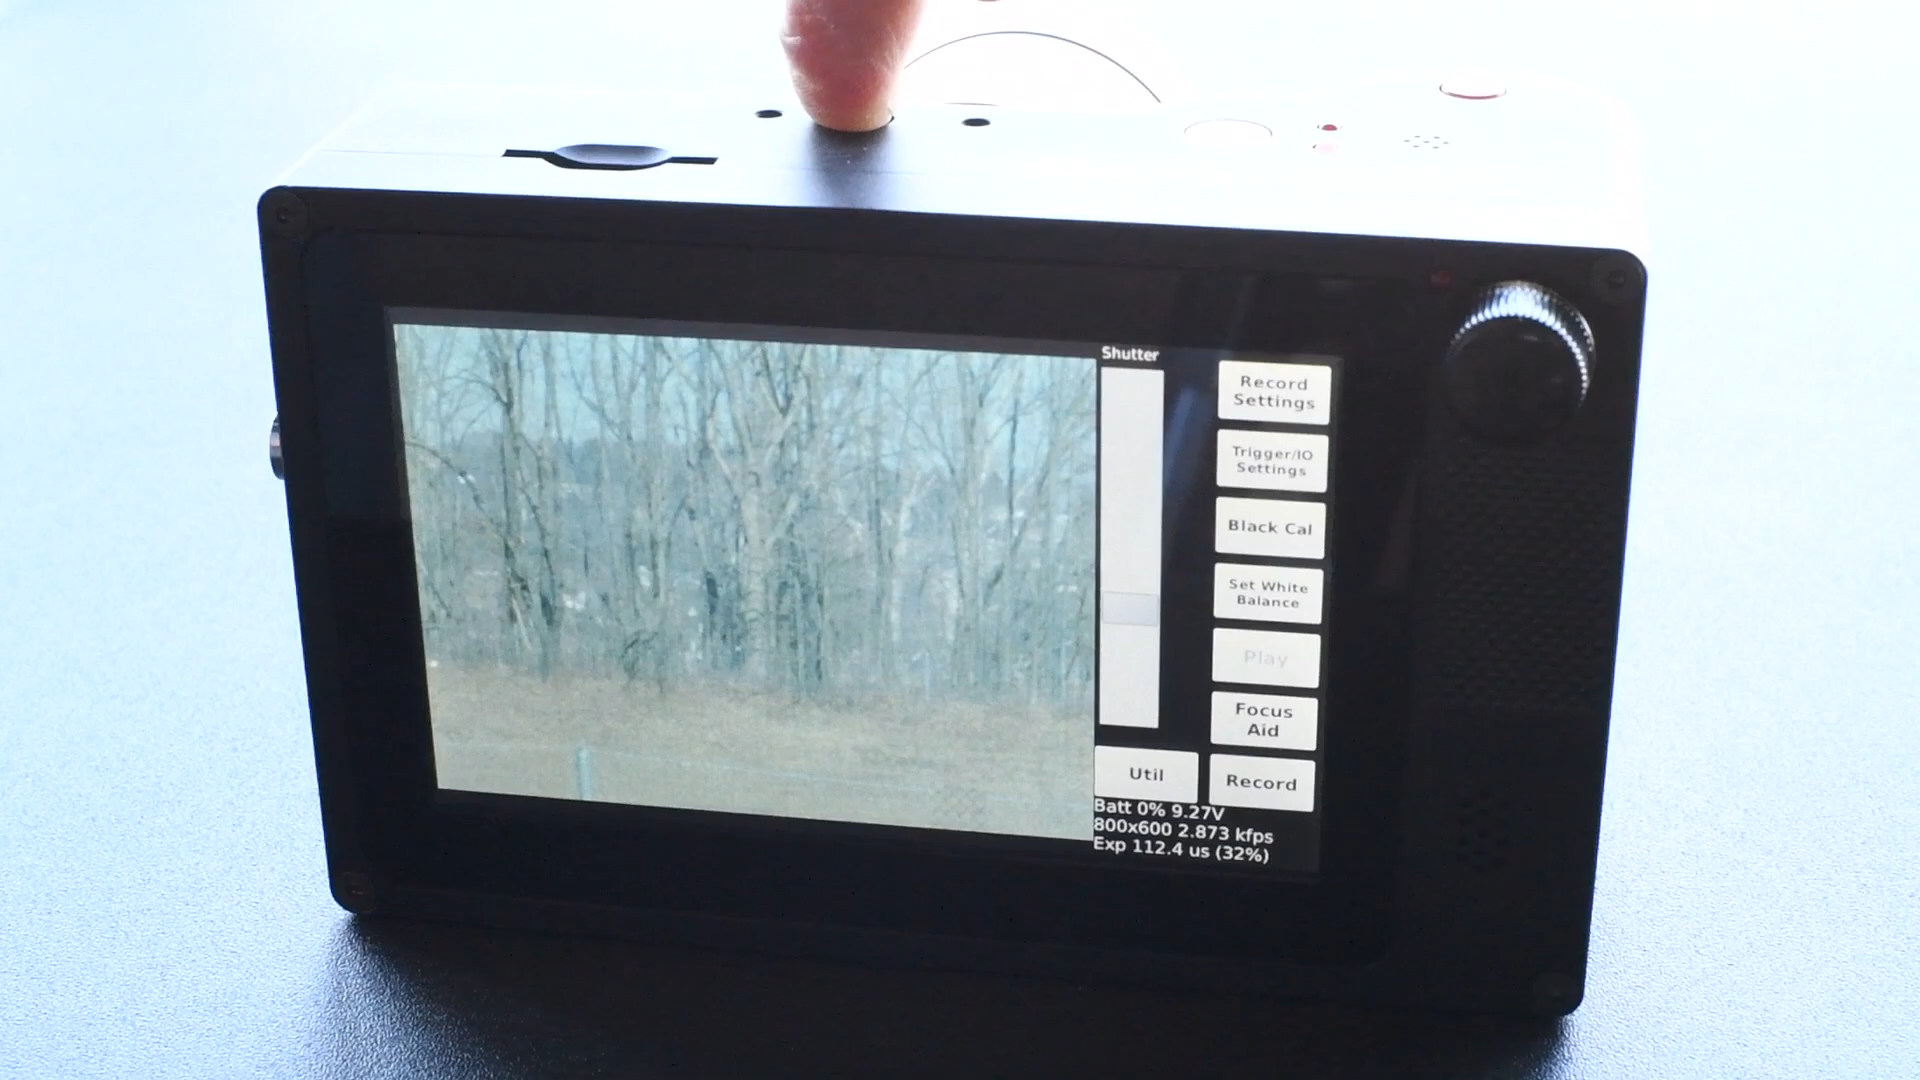 Shutter
Record
Settings
Trigger/IO
Settings
Black Cal
Set White
Balance
Play
Focus
Aid
Util
Record
Batt 0% 9.27V
800x600 2.873 kfps
Exp 112.4 us (32%)